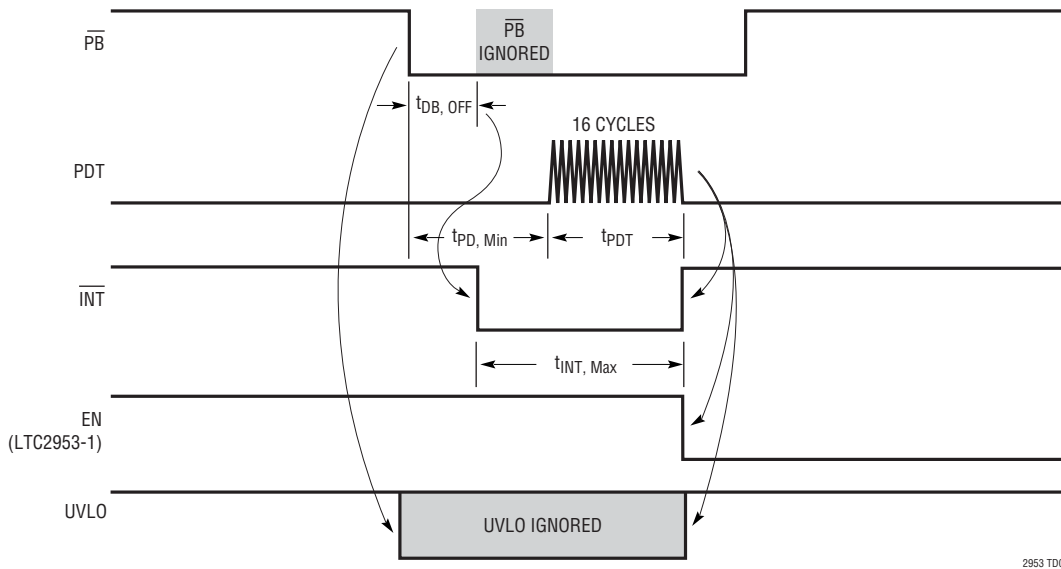 PB
PB
IGNORED
tDB, OFF
16 CYCLES
PDT
tPD, Min
tPDT
INT
tINT, Max
EN
(LTC2953-1)
UVLO
UVLO IGNORED